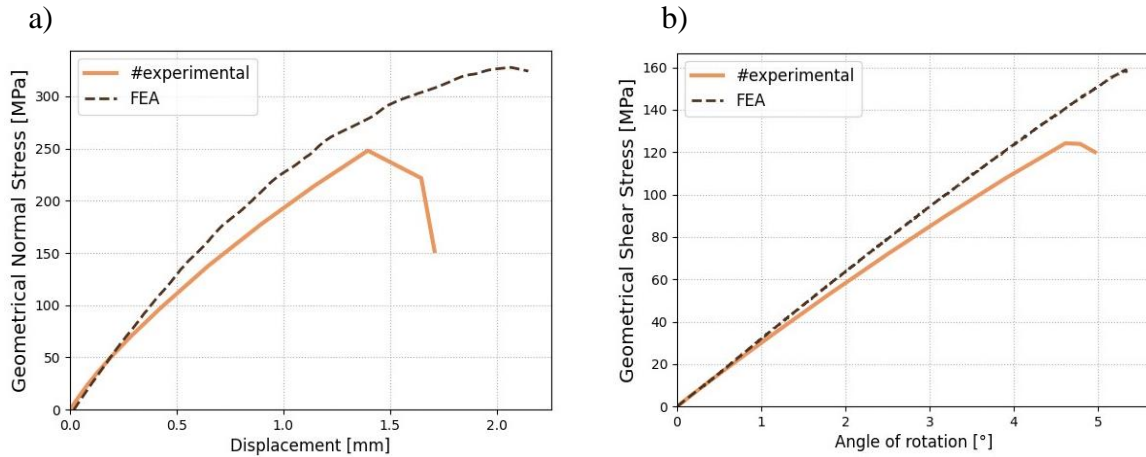 a)
#experimental
FEA
Geometrical Normal Stress [MPa]
300
250
200
150
100
50
0
0.0
0.5
1.0
1.5
2.0
Displacement [mm]
b)
#experimental
FEA
Geometrical Shear Stress [MPa]
160
140
120
100
80
60
40
20
0
0
1
2
3
4
5
Angle of rotation [°]